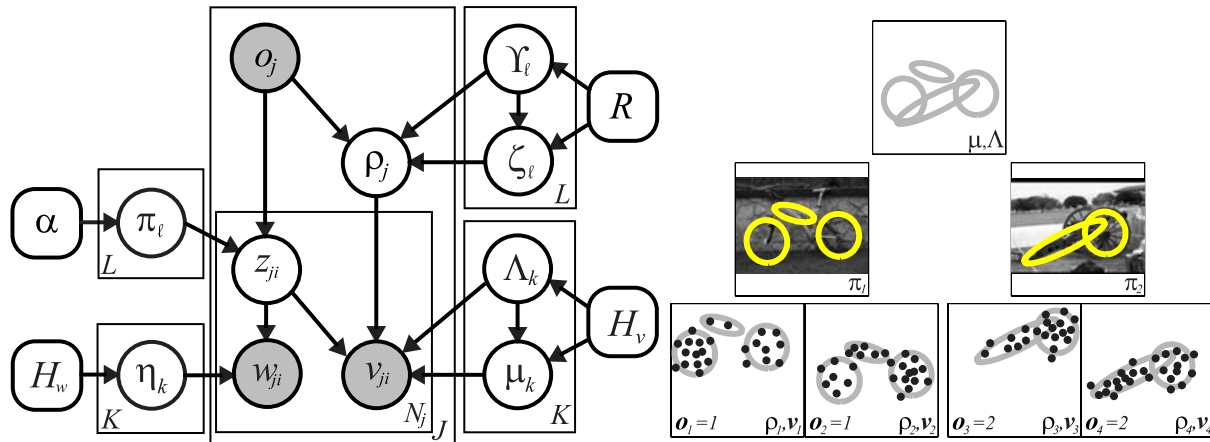 o_j
ϒ_ℓ
R
ρ_j
ζ_ℓ
L
α
π_ℓ
L
z_ji
Λ_k
H_v
H_w
η_k
K
w_ji
v_ji
N_j
J
μ_k
K
μ,Λ
π_1
π_2
o_1=1 ρ_1,v_1
o_2=1 ρ_2,v_2
o_3=2 ρ_3,v_3
o_4=2 ρ_4,v_4